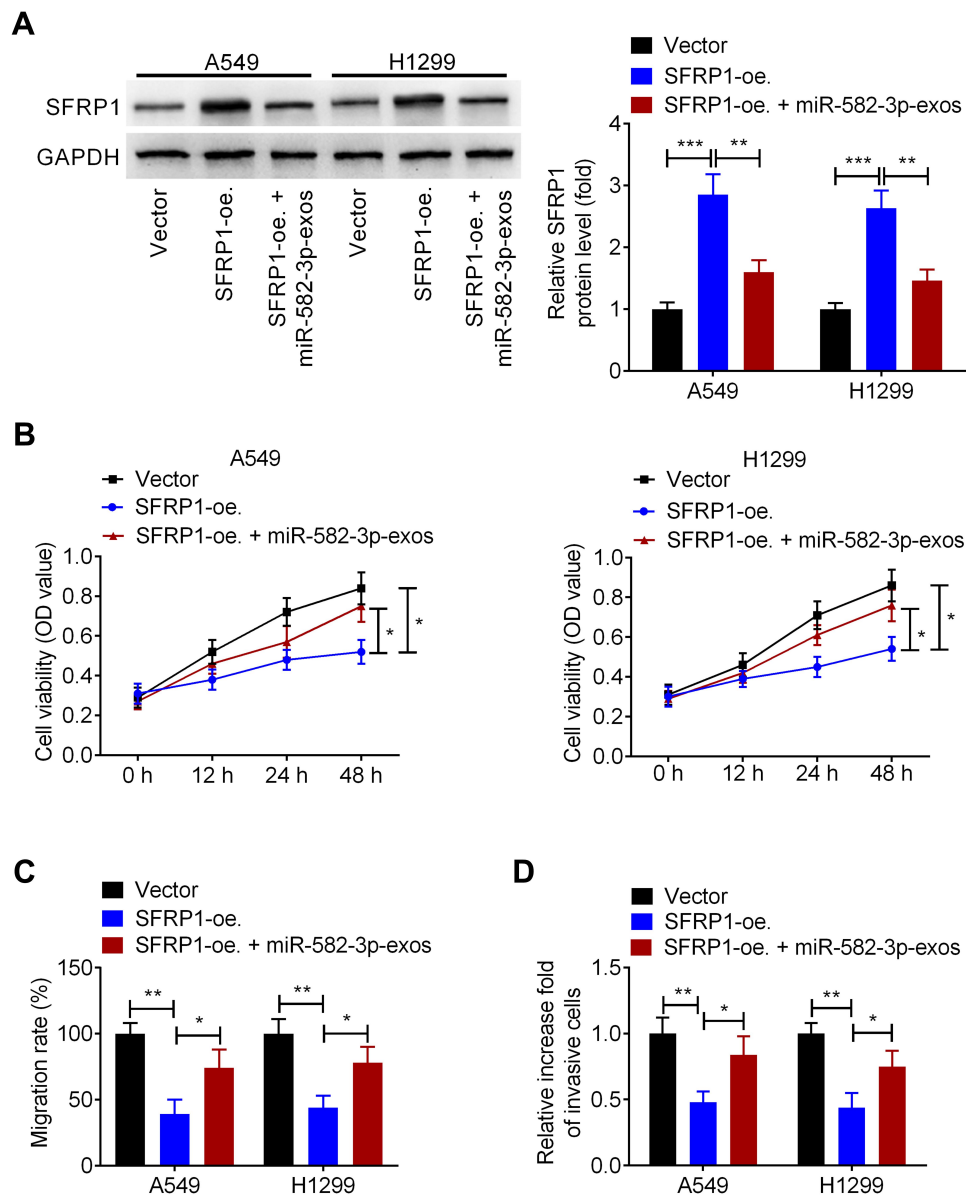 A
A549
H1299
SFRP1
GAPDH
Vector
SFRP1-oe.
SFRP1-oe. +
miR-582-3p-exos
Vector
SFRP1-oe.
SFRP1-oe. +
miR-582-3p-exos
Vector
SFRP1-oe.
SFRP1-oe. + miR-582-3p-exos
Relative SFRP1
protein level (fold)
4
3
2
1
0
***
**
***
**
A549
H1299
B
A549
Vector
SFRP1-oe.
SFRP1-oe. + miR-582-3p-exos
Cell viability (OD value)
1.0
0.8
0.6
0.4
0.2
0.0
*
*
0 h
12 h
24 h
48 h
H1299
Vector
SFRP1-oe.
SFRP1-oe. + miR-582-3p-exos
Cell viability (OD value)
1.0
0.8
0.6
0.4
0.2
0.0
*
*
0 h
12 h
24 h
48 h
C
Vector
SFRP1-oe.
SFRP1-oe. + miR-582-3p-exos
Migration rate (%)
150
100
50
0
**
*
**
*
A549
H1299
D
Vector
SFRP1-oe.
SFRP1-oe. + miR-582-3p-exos
Relative increase fold
of invasive cells
1.5
1.0
0.5
0.0
**
*
**
*
A549
H1299